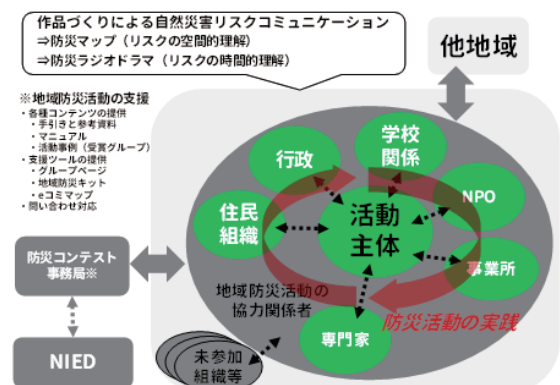 作品づくりによる自然災害リスクコミュニケーション
⇒防災マップ（リスクの空間的理解）
⇒防災ラジオドラマ（リスクの時間的理解）
他地域
※地域防災活動の支援
・各種コンテンツの提供
・手引きと参考資料
・マニュアル
・活動事例（受賞グループ）
・支援ツールの提供
・グループページ
・地域防災キット
・eコミマップ
・問い合わせ対応
学校
関係
行政
NPO
住民
組織
活動
主体
事業所
防災コンテスト
事務局※
地域防災活動の
協力関係者
防災活動の実践
専門家
NIED
未参加
組織等